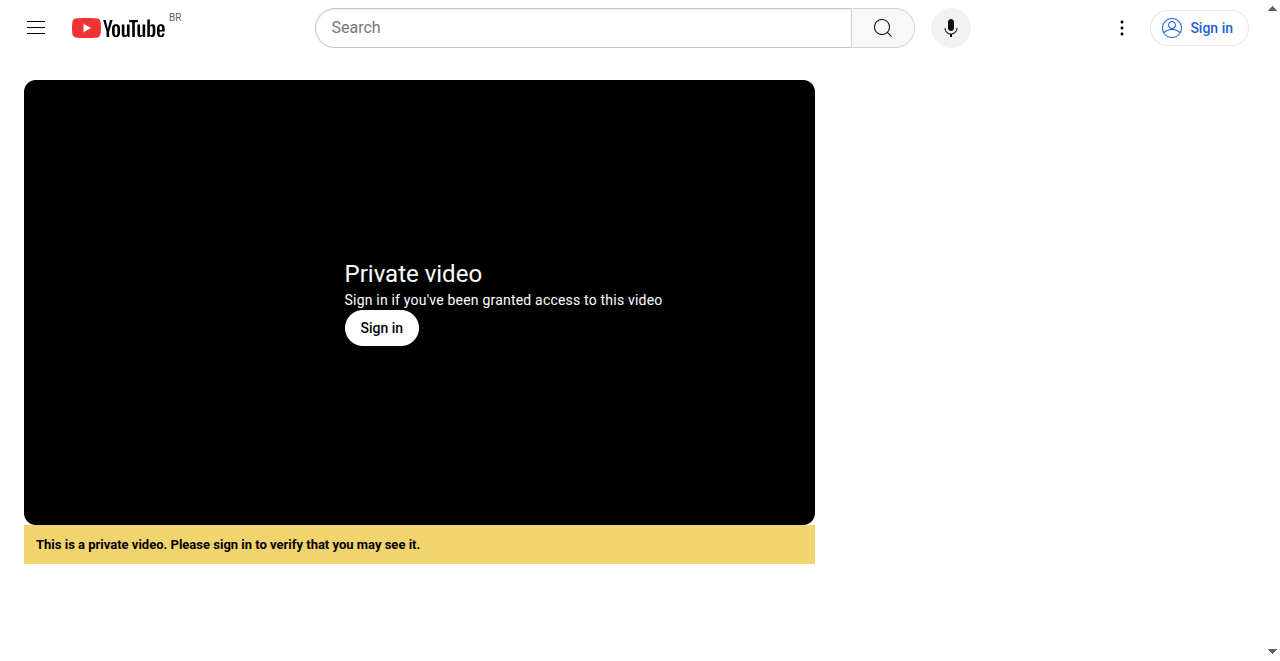 YouTube BR
Search
Sign in
Private video
Sign in if you've been granted access to this video
Sign in
This is a private video. Please sign in to verify that you may see it.